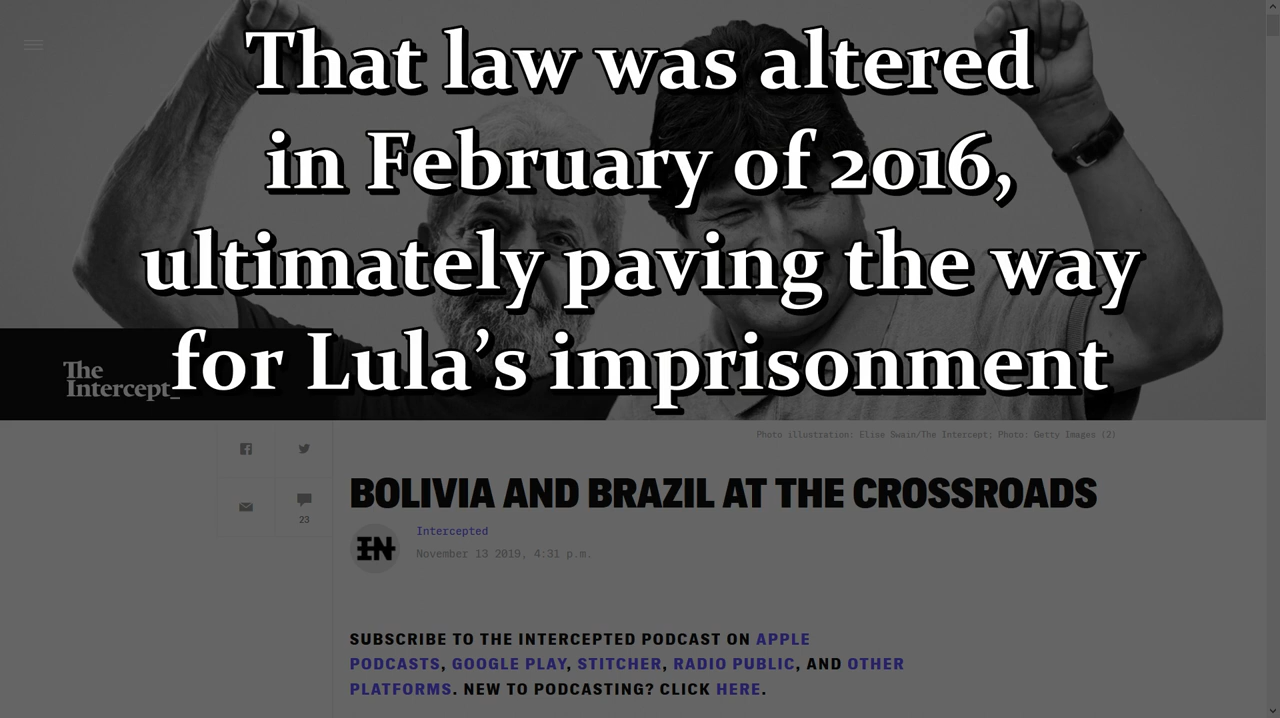 That law was altered
in February of 2016,
ultimately paving the way
for Lula’s imprisonment
The
Intercept_
Photo illustration: Elise Swain/The Intercept; Photo: Getty Images (2)
23
BOLIVIA AND BRAZIL AT THE CROSSROADS
IN
Intercepted
November 13 2019, 4:31 p.m.
SUBSCRIBE TO THE INTERCEPTED PODCAST ON APPLE
PODCASTS, GOOGLE PLAY, STITCHER, RADIO PUBLIC, AND OTHER
PLATFORMS. NEW TO PODCASTING? CLICK HERE.